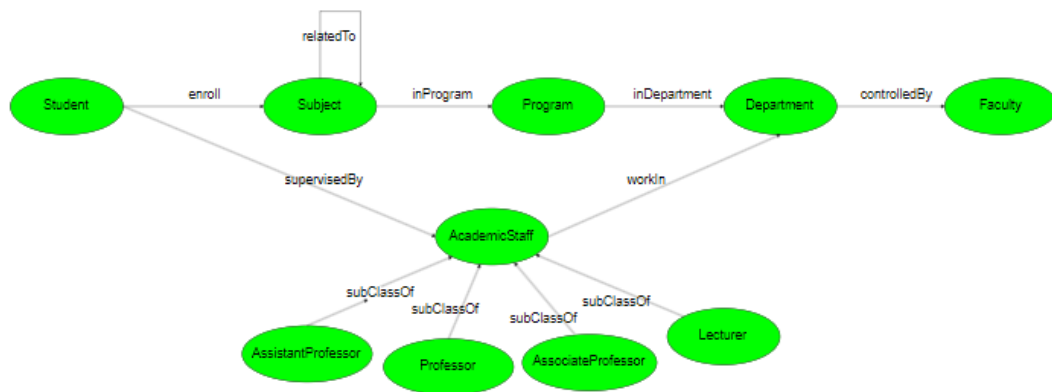 relatedTo
Student
enroll
Subject
inProgram
Program
inDepartment
Department
controlledBy
Faculty
supervisedBy
workIn
AcademicStaff
subClassOf
subClassOf
subClassOf
subClassOf
AssistantProfessor
Professor
AssociateProfessor
Lecturer